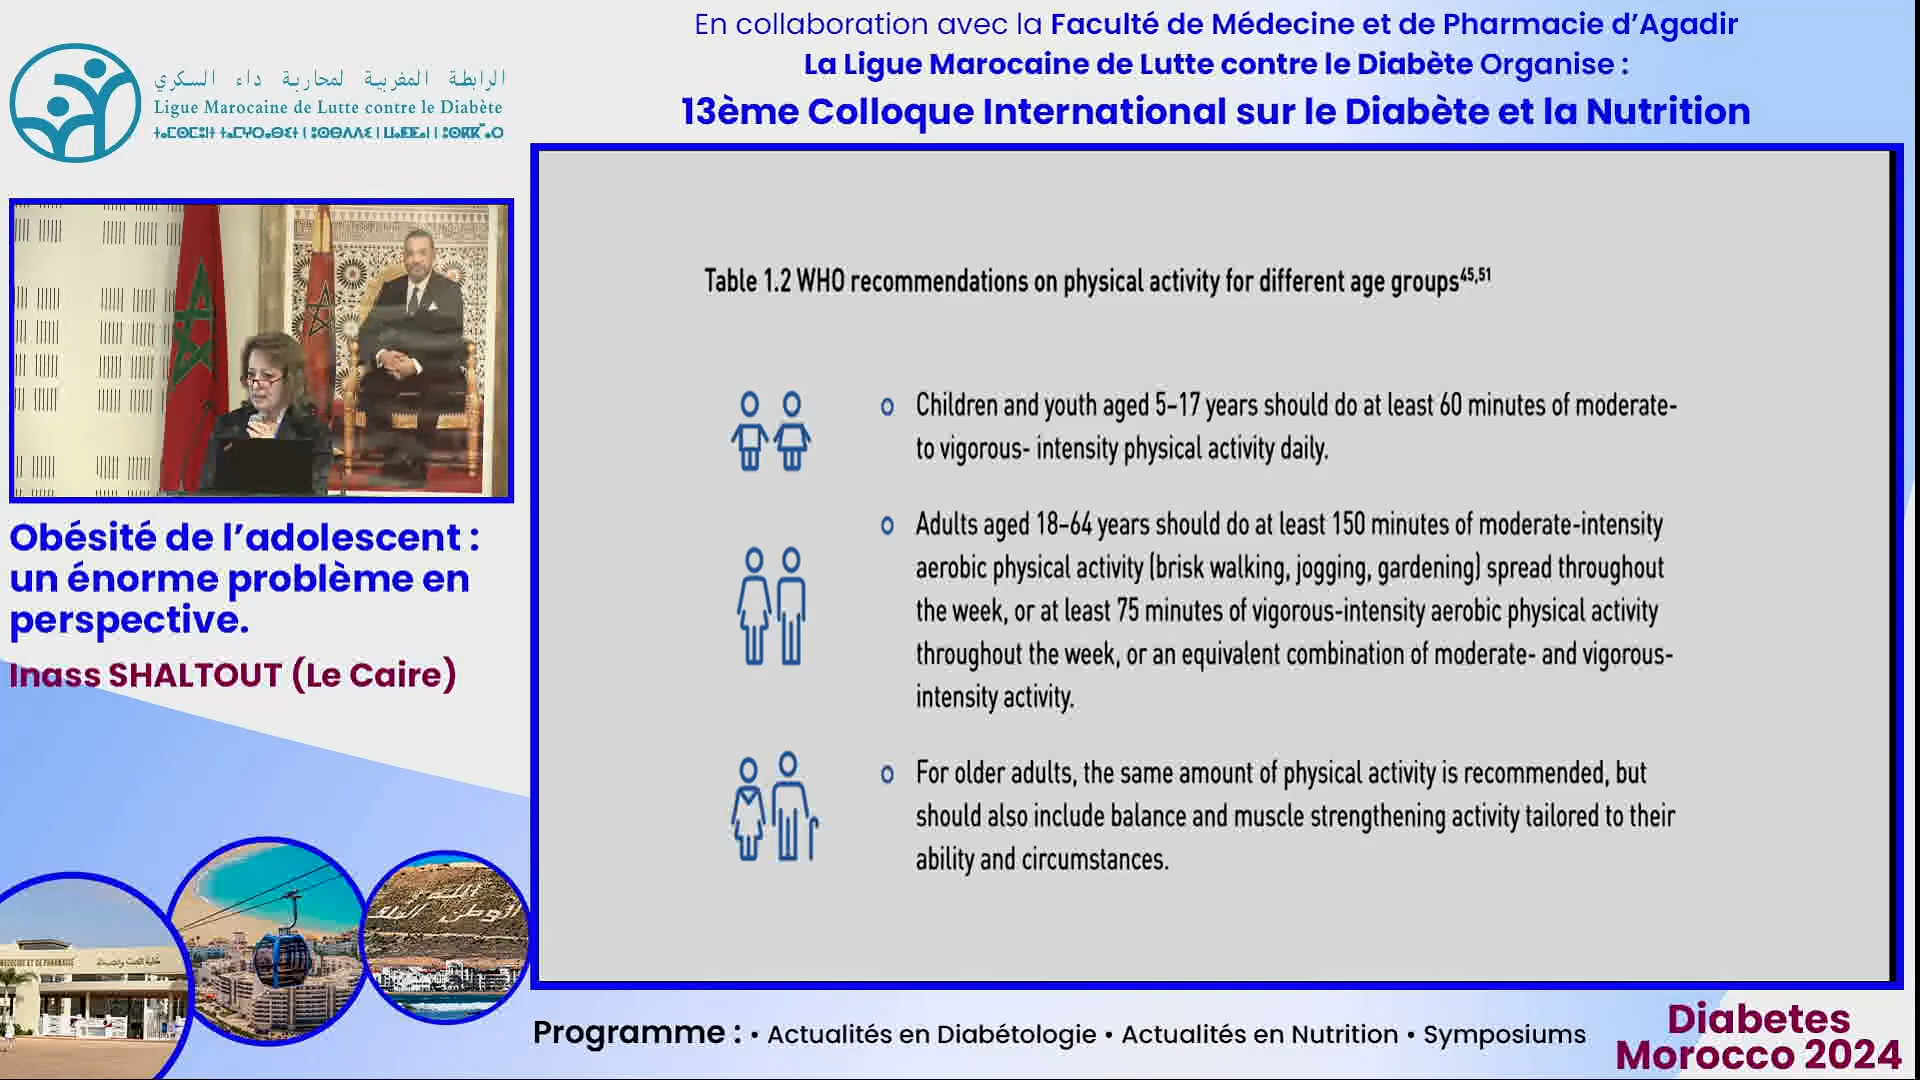 En collaboration avec la Faculté de Médecine et de Pharmacie d’Agadir
La Ligue Marocaine de Lutte contre le Diabète Organise :
13ème Colloque International sur le Diabète et la Nutrition
الرابطة المغربية لمحاربة داء السكري
Ligue Marocaine de Lutte contre le Diabète
Obésité de l’adolescent :
un énorme problème en
perspective.
Inass SHALTOUT (Le Caire)
Table 1.2 WHO recommendations on physical activity for different age groups45,51
Children and youth aged 5–17 years should do at least 60 minutes of moderate-
to vigorous- intensity physical activity daily.
Adults aged 18–64 years should do at least 150 minutes of moderate-intensity
aerobic physical activity (brisk walking, jogging, gardening) spread throughout
the week, or at least 75 minutes of vigorous-intensity aerobic physical activity
throughout the week, or an equivalent combination of moderate- and vigorous-
intensity activity.
For older adults, the same amount of physical activity is recommended, but
should also include balance and muscle strengthening activity tailored to their
ability and circumstances.
الله
الوطن الملك
Programme : • Actualités en Diabétologie • Actualités en Nutrition • Symposiums
Diabetes
Morocco 2024